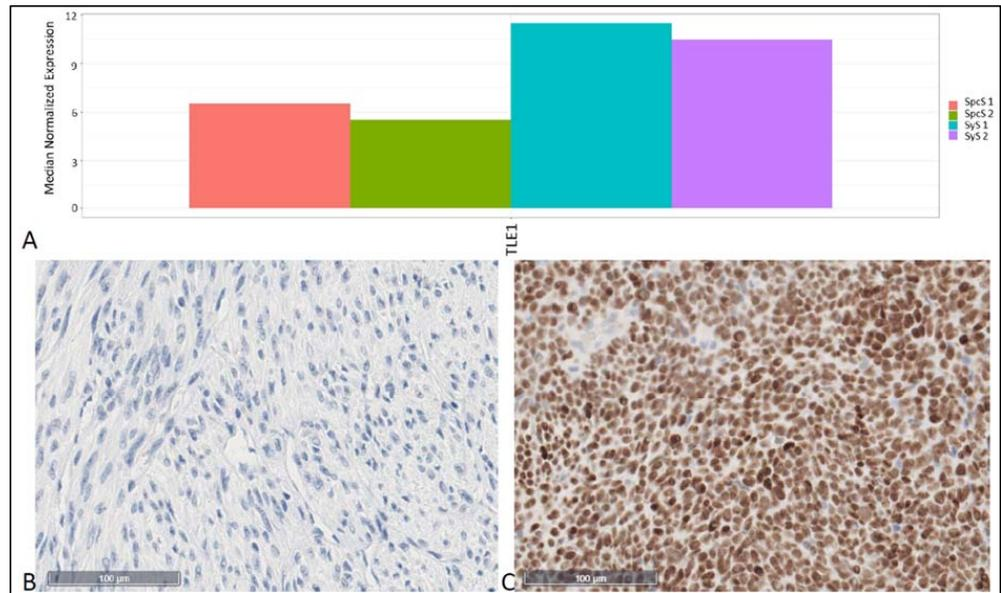 Median Normalized Expression
12
9
6
3
0
SpcS 1
SpcS 2
SyS 1
SyS 2
TLE1
A
B
100 µm
C
100 µm